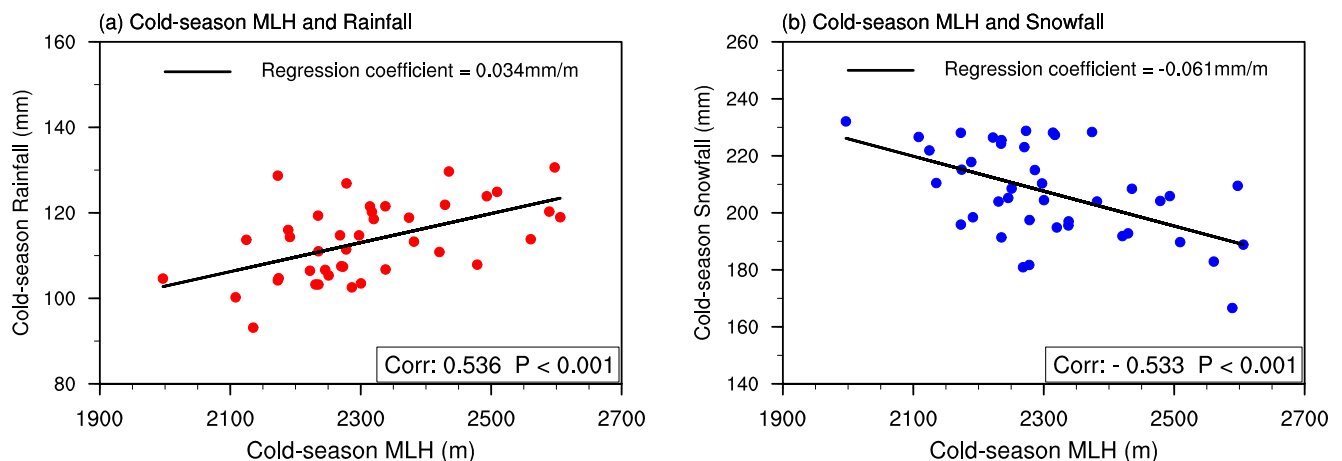 (a) Cold-season MLH and Rainfall
160
140
120
100
80
Cold-season Rainfall (mm)
Regression coefficient = 0.034mm/m
Corr: 0.536 P < 0.001
1900 2100 2300 2500 2700
Cold-season MLH (m)
(b) Cold-season MLH and Snowfall
260
240
220
200
180
160
140
Cold-season Snowfall (mm)
Regression coefficient = -0.061mm/m
Corr: - 0.533 P < 0.001
1900 2100 2300 2500 2700
Cold-season MLH (m)